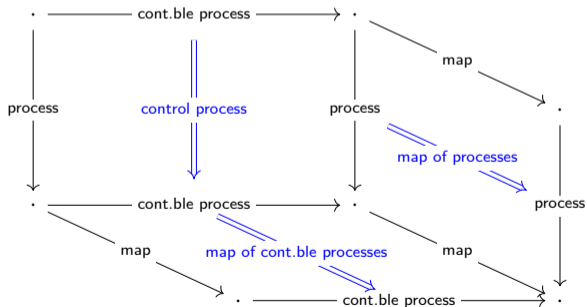 cont.ble process
map
process
control process
process
map of processes
cont.ble process
process
map
map of cont.ble processes
map
cont.ble process